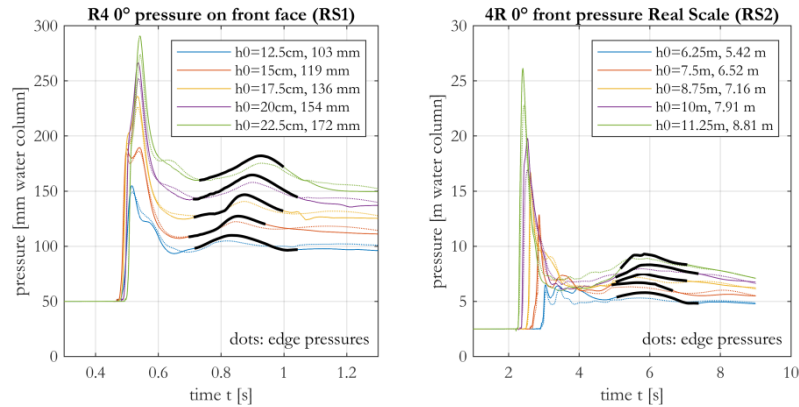 R4 0° pressure on front face (RS1)
300
250
200
150
100
50
0
pressure [mm water column]
h0=12.5cm, 103 mm
h0=15cm, 119 mm
h0=17.5cm, 136 mm
h0=20cm, 154 mm
h0=22.5cm, 172 mm
dots: edge pressures
0.4 0.6 0.8 1 1.2
time t [s]
4R 0° front pressure Real Scale (RS2)
30
25
20
15
10
5
0
pressure [m water column]
h0=6.25m, 5.42 m
h0=7.5m, 6.52 m
h0=8.75m, 7.16 m
h0=10m, 7.91 m
h0=11.25m, 8.81 m
dots: edge pressures
2 4 6 8 10
time t [s]